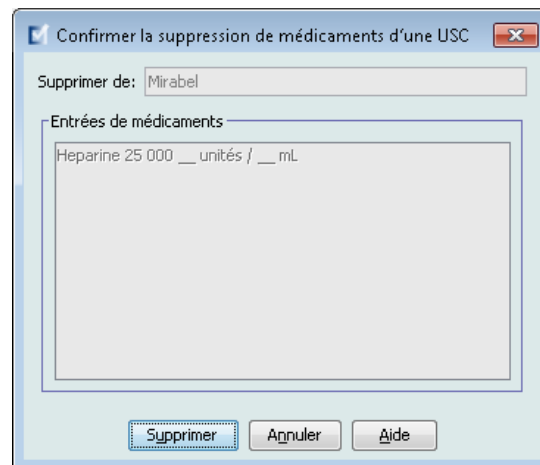 Confirmer la suppression de médicaments d'une USC
Supprimer de: Mirabel
Entrées de médicaments
Heparine 25 000 __ unités / __ mL
Supprimer Annuler Aide